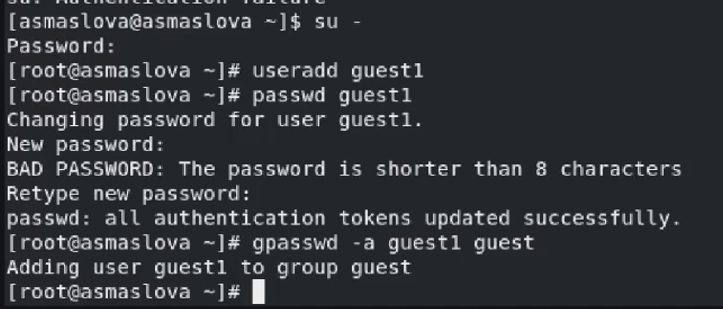 su: Authentication failure
[asmaslova@asmaslova ~]$ su -
Password:
[root@asmaslova ~]# useradd guest1
[root@asmaslova ~]# passwd guest1
Changing password for user guest1.
New password:
BAD PASSWORD: The password is shorter than 8 characters
Retype new password:
passwd: all authentication tokens updated successfully.
[root@asmaslova ~]# gpasswd -a guest1 guest
Adding user guest1 to group guest
[root@asmaslova ~]#